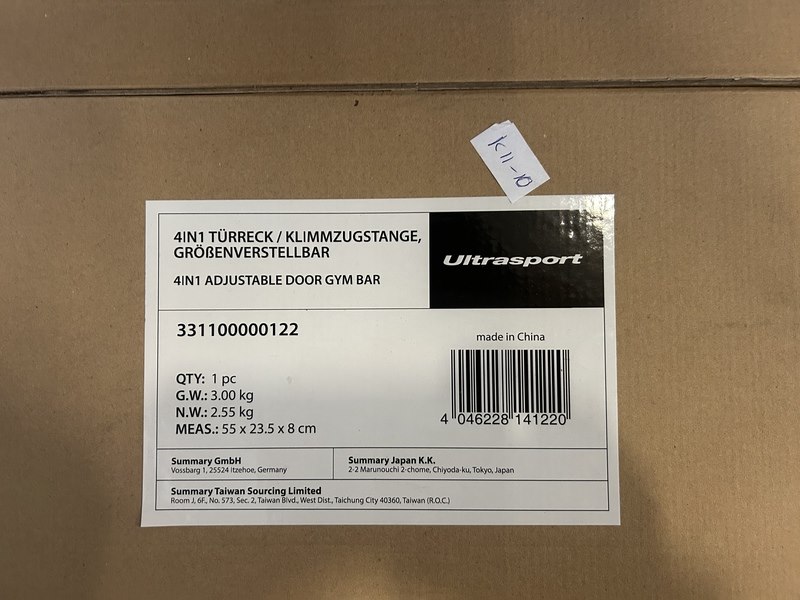 K11-10
4IN1 TÜRRECK / KLIMMZUGSTANGE,
GRÖßENVERSTELLBAR
4IN1 ADJUSTABLE DOOR GYM BAR
Ultrasport
331100000122
made in China
QTY: 1 pc
G.W.: 3.00 kg
N.W.: 2.55 kg
MEAS.: 55 x 23.5 x 8 cm
4 046228 141220
Summary GmbH
Vossbarg 1, 25524 Itzehoe, Germany
Summary Japan K.K.
2-2 Marunouchi 2-chome, Chiyoda-ku, Tokyo, Japan
Summary Taiwan Sourcing Limited
Room J, 6F., No. 573, Sec. 2, Taiwan Blvd., West Dist., Taichung City 40360, Taiwan (R.O.C.)